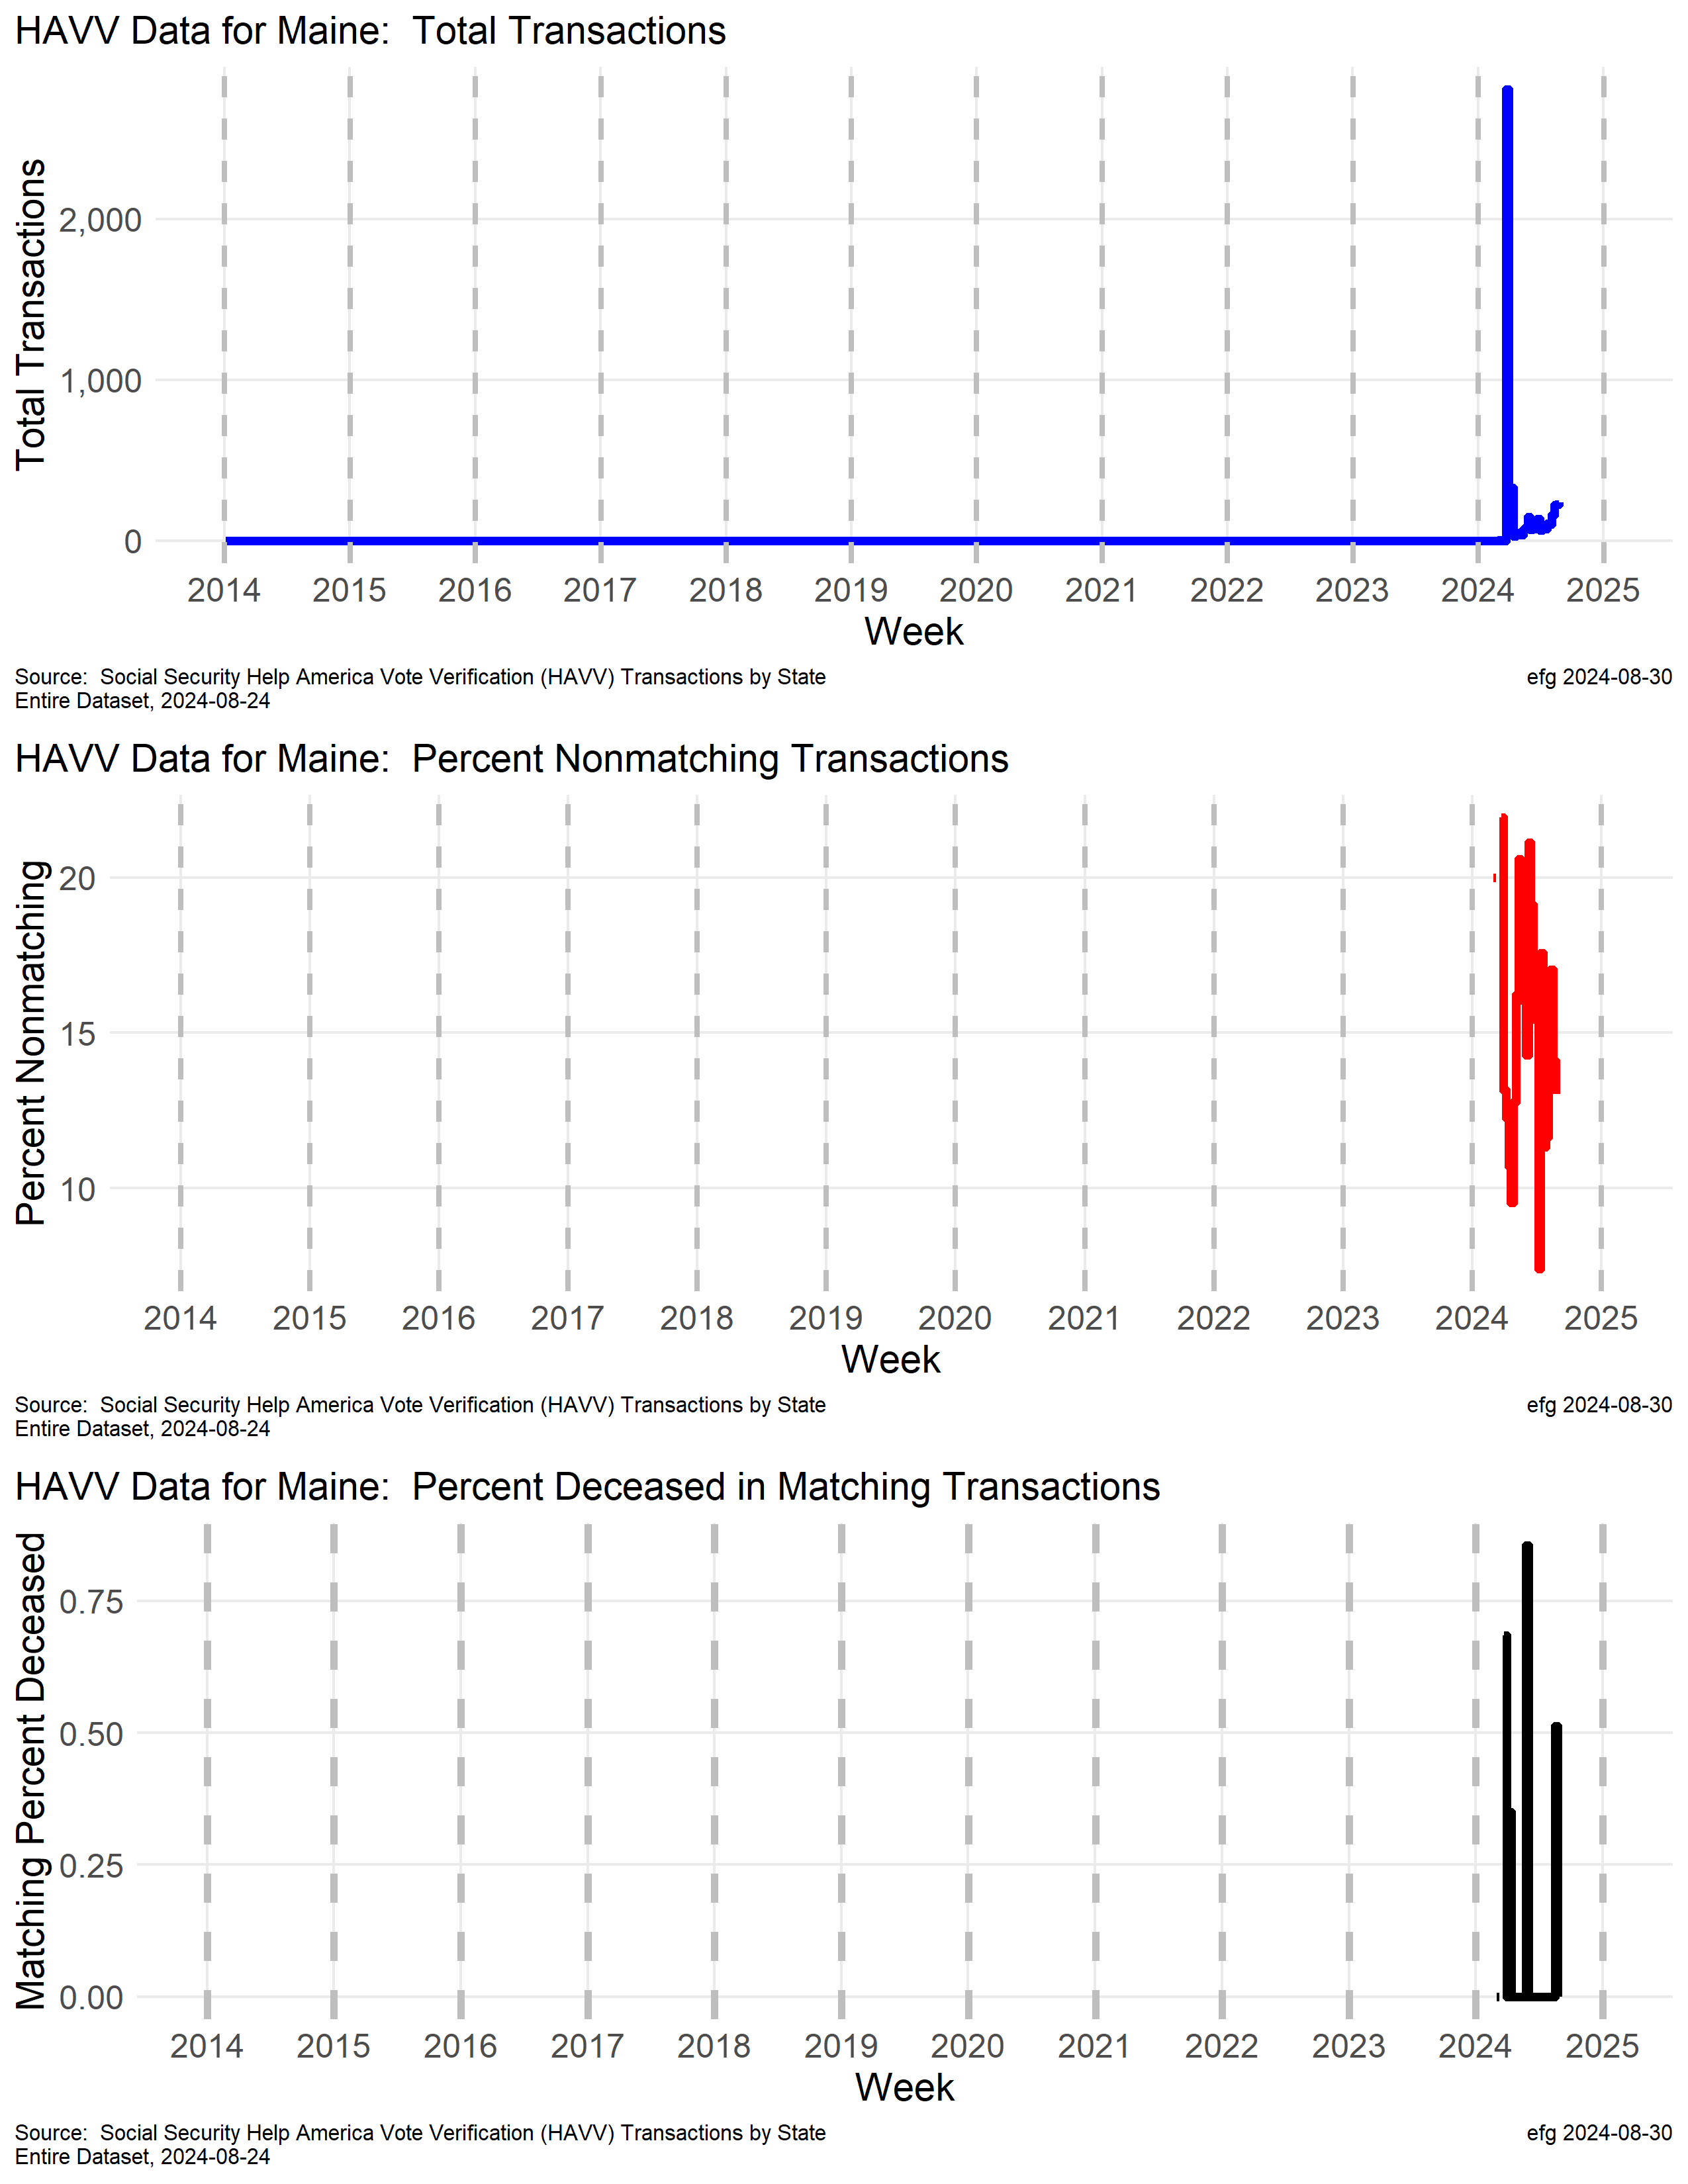 HAVV Data for Maine:  Total Transactions
Total Transactions
2,000
1,000
0
2014 2015 2016 2017 2018 2019 2020 2021 2022 2023 2024 2025
Week
Source:  Social Security Help America Vote Verification (HAVV) Transactions by State
Entire Dataset, 2024-08-24
efg 2024-08-30
HAVV Data for Maine:  Percent Nonmatching Transactions
Percent Nonmatching
20
15
10
2014 2015 2016 2017 2018 2019 2020 2021 2022 2023 2024 2025
Week
Source:  Social Security Help America Vote Verification (HAVV) Transactions by State
Entire Dataset, 2024-08-24
efg 2024-08-30
HAVV Data for Maine:  Percent Deceased in Matching Transactions
Matching Percent Deceased
0.75
0.50
0.25
0.00
2014 2015 2016 2017 2018 2019 2020 2021 2022 2023 2024 2025
Week
Source:  Social Security Help America Vote Verification (HAVV) Transactions by State
Entire Dataset, 2024-08-24
efg 2024-08-30